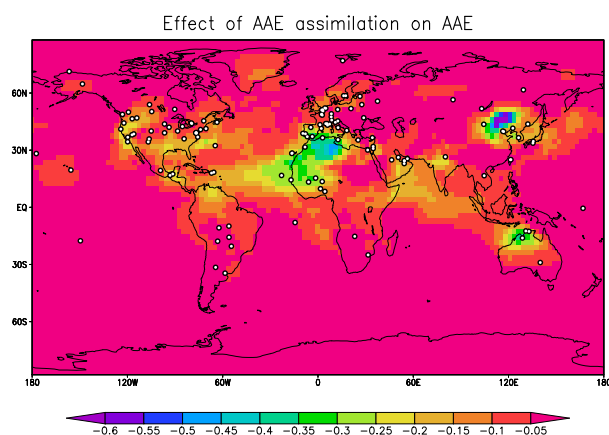 Effect of AAE assimilation on AAE
60N
30N
EQ
30S
60S
180 120W 60W 0 60E 120E 180
-0.6 -0.55 -0.5 -0.45 -0.4 -0.35 -0.3 -0.25 -0.2 -0.15 -0.1 -0.05